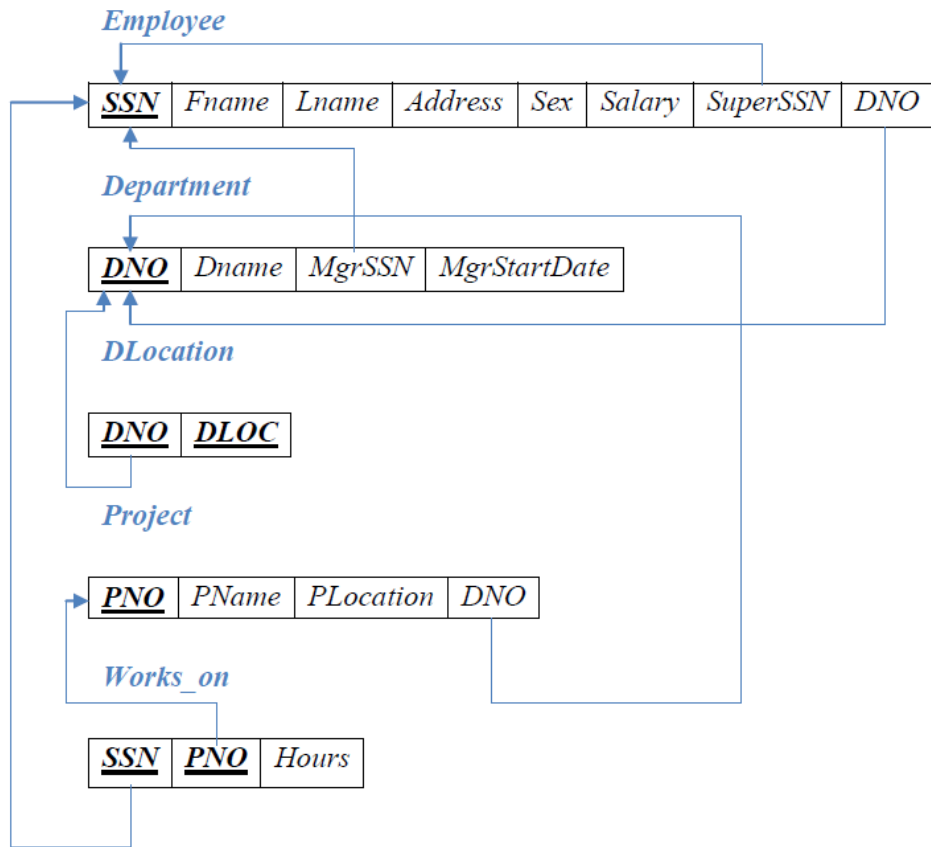 Employee
SSN Fname Lname Address Sex Salary SuperSSN DNO
Department
DNO Dname MgrSSN MgrStartDate
DLocation
DNO DLOC
Project
PNO PName PLocation DNO
Works_on
SSN PNO Hours